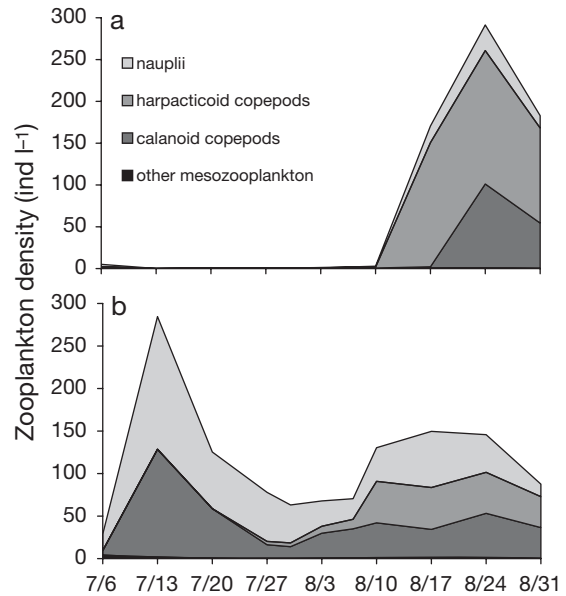 a
300
250
200
150
100
50
0
nauplii
harpacticoid copepods
calanoid copepods
other mesozooplankton
Zooplankton density (ind l–1)
b
300
250
200
150
100
50
0
7/6 7/13 7/20 7/27 8/3 8/10 8/17 8/24 8/31